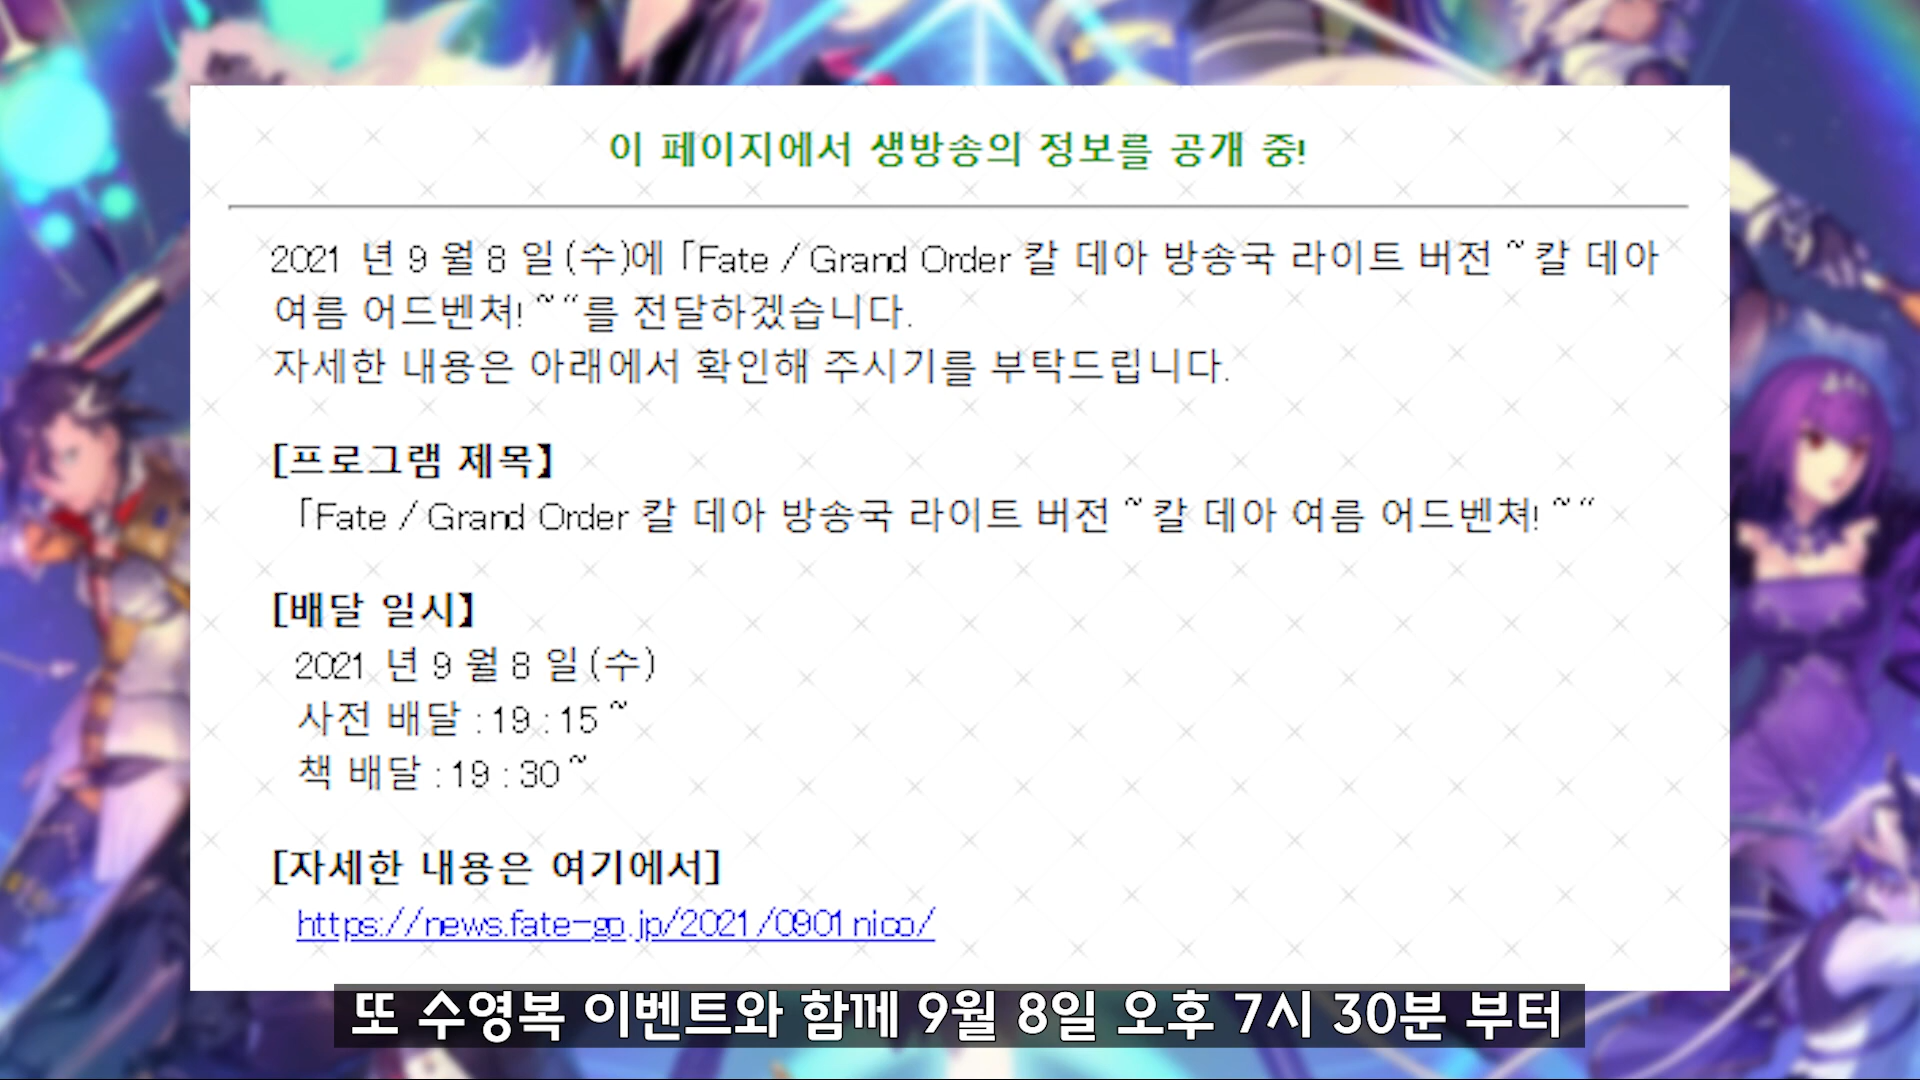 이 페이지에서 생방송의 정보를 공개 중!
2021 년 9 월 8 일 (수)에 「Fate / Grand Order 칼 데아 방송국 라이트 버전 ~ 칼 데아
여름 어드벤쳐! ~ “를 전달하겠습니다.
자세한 내용은 아래에서 확인해 주시기를 부탁드립니다.
[프로그램 제목】
「Fate / Grand Order 칼 데아 방송국 라이트 버전 ~ 칼 데아 여름 어드벤쳐! ~ “
[배달 일시】
2021 년 9 월 8 일 (수)
사전 배달 : 19 : 15 ~
책 배달 : 19 : 30 ~
[자세한 내용은 여기에서]
https://news.fate-go.jp/2021/0901nico/
또 수영복 이벤트와 함께 9월 8일 오후 7시 30분 부터